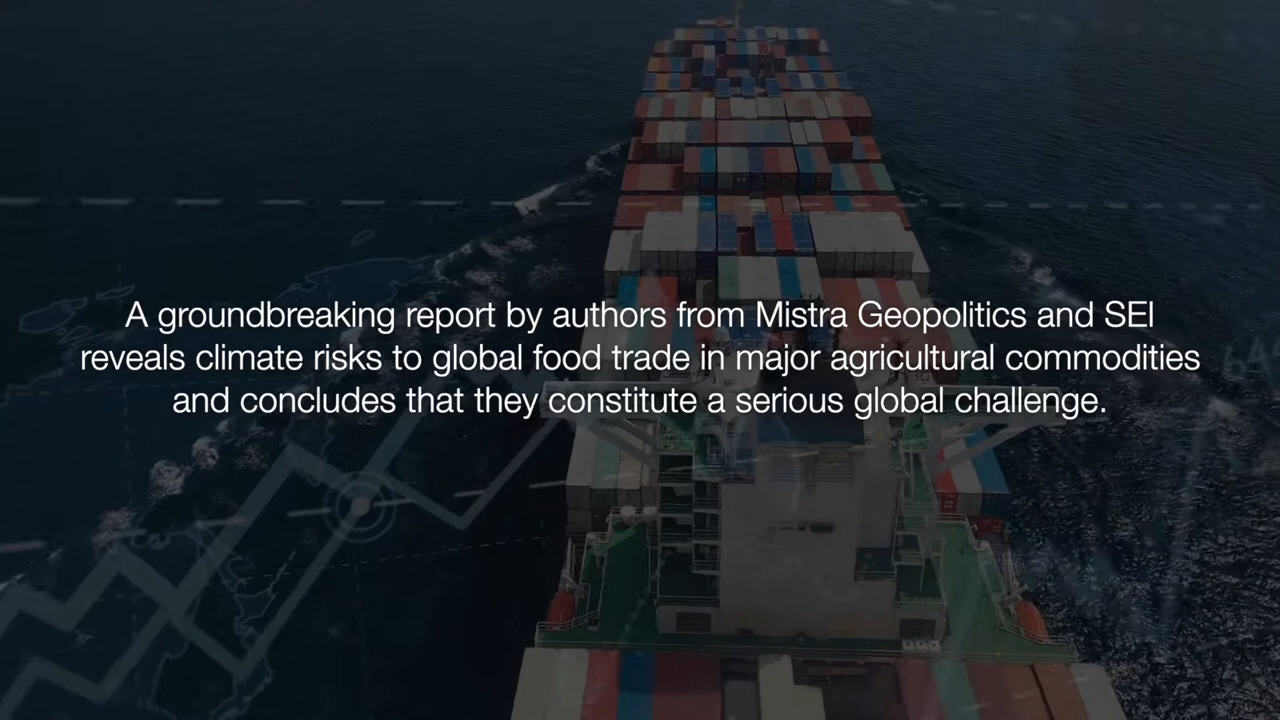 A groundbreaking report by authors from Mistra Geopolitics and SEI
reveals climate risks to global food trade in major agricultural commodities
and concludes that they constitute a serious global challenge.